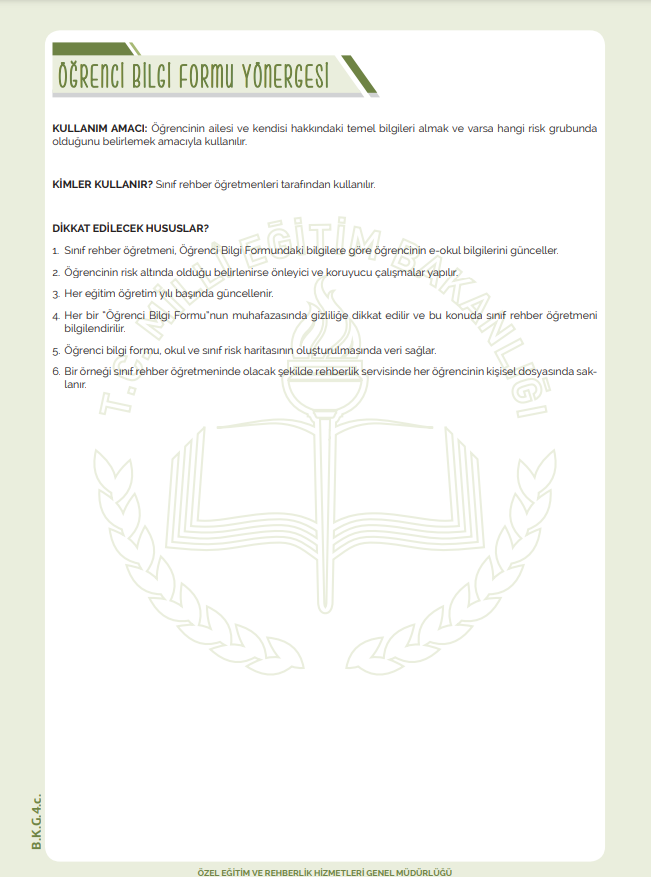 ÖĞRENCİ BİLGİ FORMU YÖNERGESİ
KULLANIM AMACI: Öğrencinin ailesi ve kendisi hakkındaki temel bilgileri almak ve varsa hangi risk grubunda
olduğunu belirlemek amacıyla kullanılır.
KİMLER KULLANIR? Sınıf rehber öğretmenleri tarafından kullanılır.
DİKKAT EDİLECEK HUSUSLAR?
1. Sınıf rehber öğretmeni, Öğrenci Bilgi Formundaki bilgilere göre öğrencinin e-okul bilgilerini günceller.
2. Öğrencinin risk altında olduğu belirlenirse önleyici ve koruyucu çalışmalar yapılır.
3. Her eğitim öğretim yılı başında güncellenir.
4. Her bir "Öğrenci Bilgi Formu"nun muhafazasında gizliliğe dikkat edilir ve bu konuda sınıf rehber öğretmeni
bilgilendirilir.
5. Öğrenci bilgi formu, okul ve sınıf risk haritasının oluşturulmasında veri sağlar.
6. Bir örneği sınıf rehber öğretmeninde olacak şekilde rehberlik servisinde her öğrencinin kişisel dosyasında sak-
lanır.
T.C. MİLLÎ EĞİTİM BAKANLIĞI
B.K.G.4.c.
ÖZEL EĞİTİM VE REHBERLİK HİZMETLERİ GENEL MÜDÜRLÜĞÜ